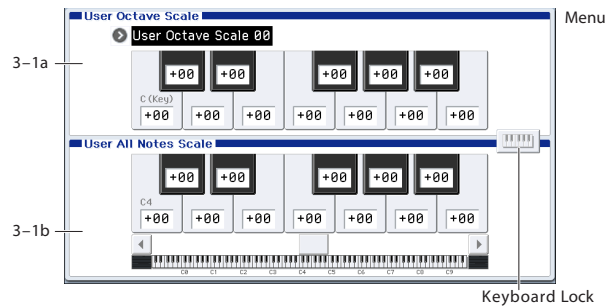 User Octave Scale
Menu
User Octave Scale 00
3–1a
+00 +00 +00 +00 +00
C (Key)
+00 +00 +00 +00 +00 +00 +00
User All Notes Scale
+00 +00 +00 +00 +00
C4
+00 +00 +00 +00 +00 +00 +00
3–1b
C0 C1 C2 C3 C4 C5 C6 C7 C8 C9
Keyboard Lock